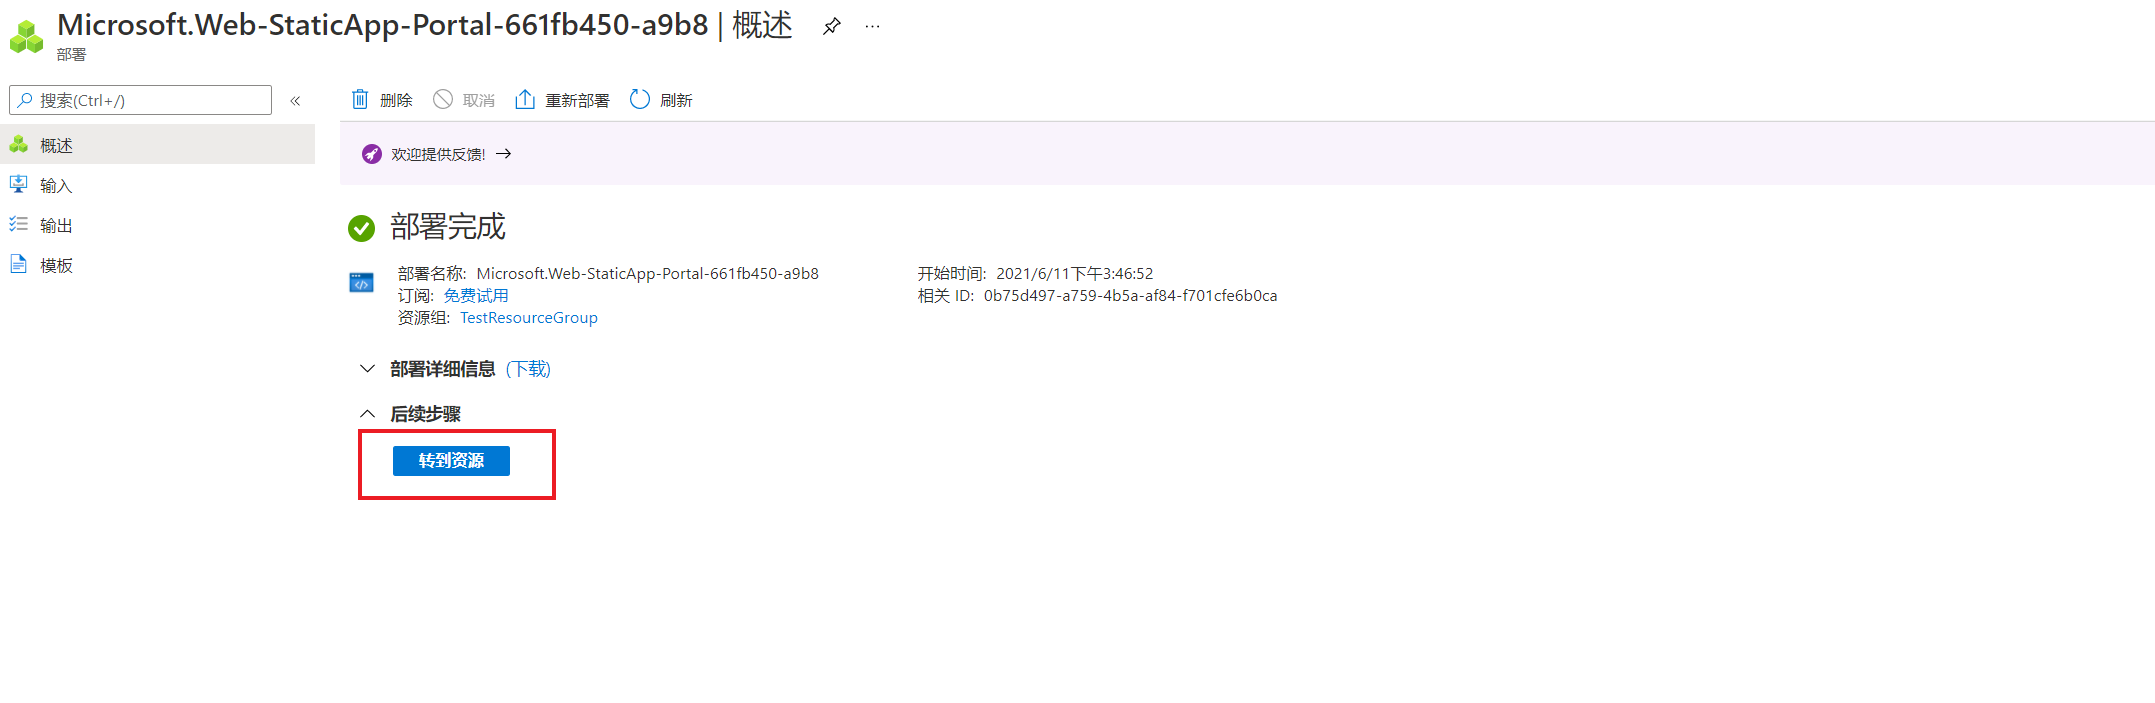 Microsoft.Web-StaticApp-Portal-661fb450-a9b8 | 概述
部署
搜索(Ctrl+/)
概述
输入
输出
模板
删除 取消 重新部署 刷新
欢迎提供反馈! →
部署完成
部署名称: Microsoft.Web-StaticApp-Portal-661fb450-a9b8 开始时间: 2021/6/11下午3:46:52
订阅: 免费试用 相关 ID: 0b75d497-a759-4b5a-af84-f701cfe6b0ca
资源组: TestResourceGroup
部署详细信息 (下载)
后续步骤
转到资源